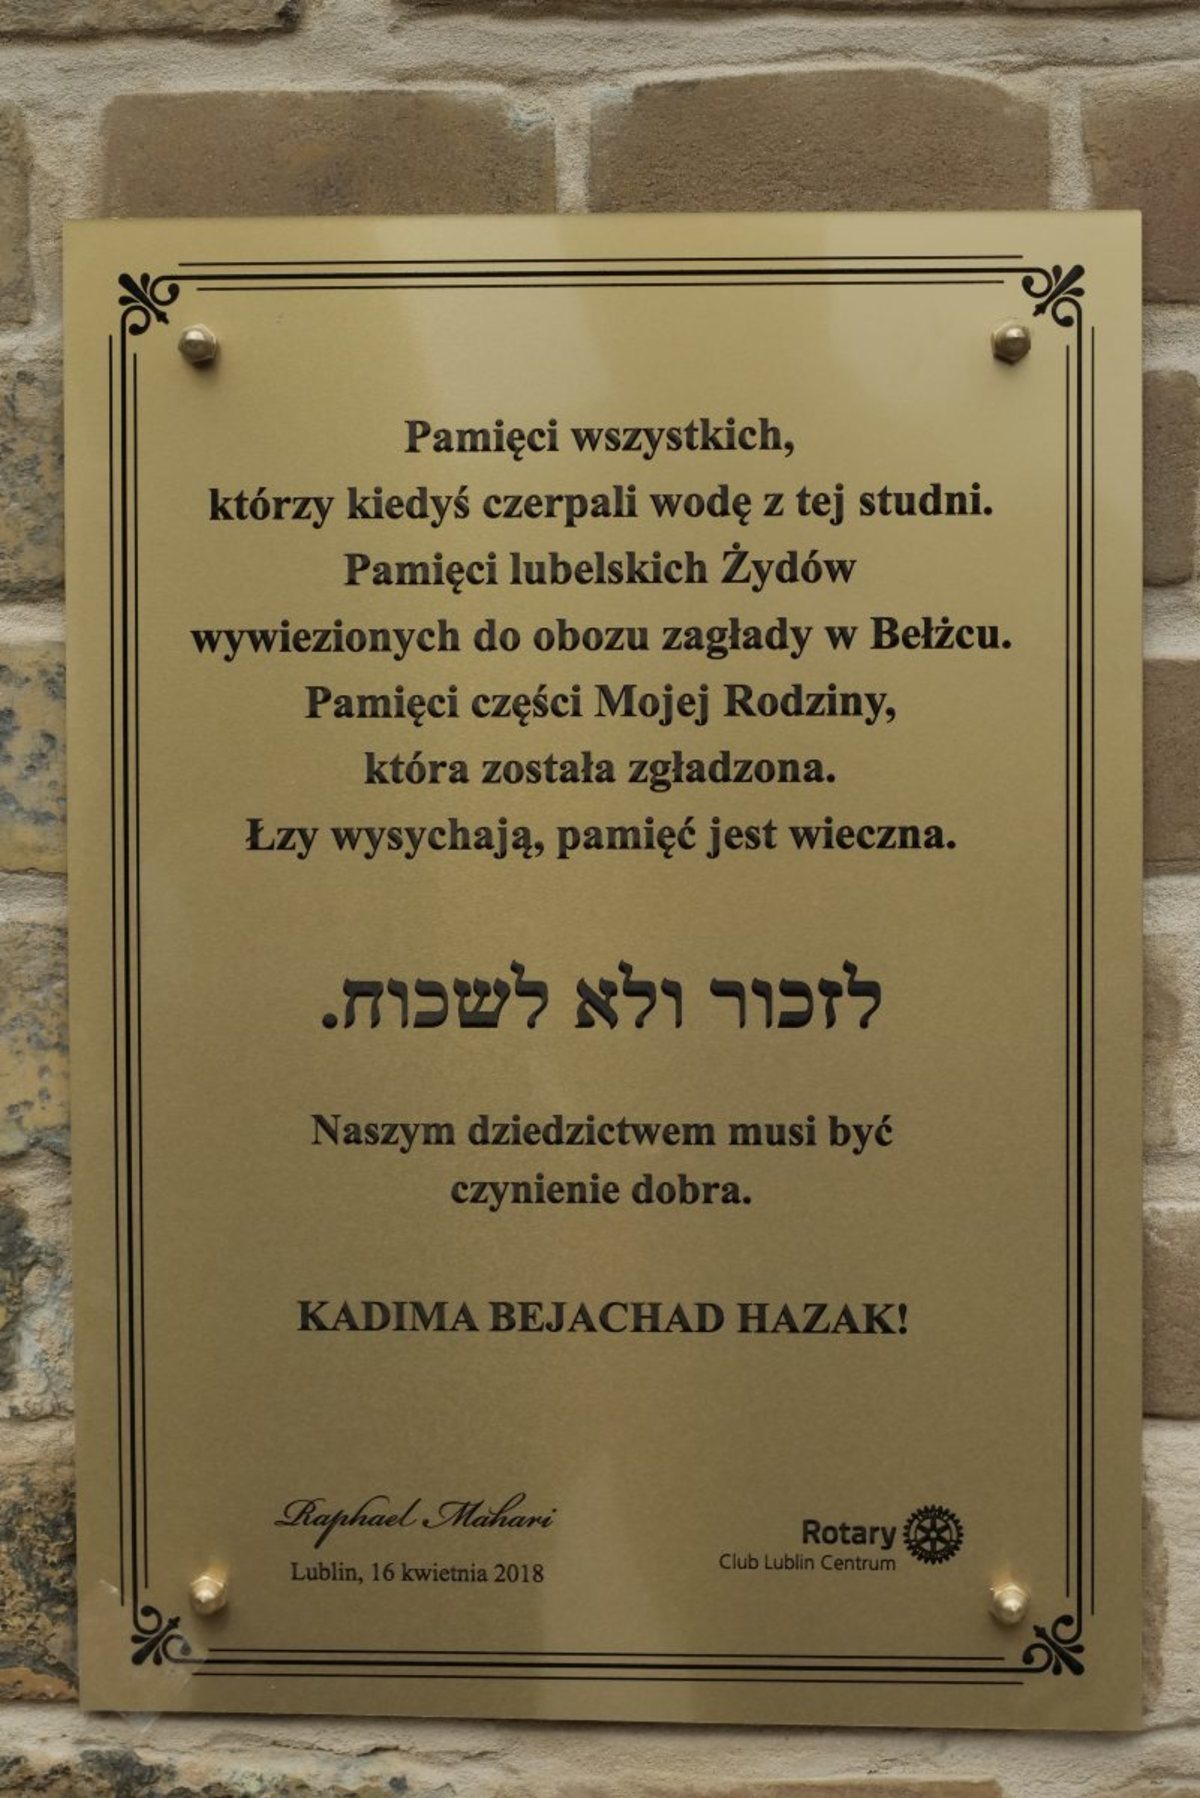 Pamięci wszystkich,
którzy kiedyś czerpali wodę z tej studni.
Pamięci lubelskich Żydów
wywiezionych do obozu zagłady w Bełżcu.
Pamięci części Mojej Rodziny,
która została zgładzona.
Łzy wysychają, pamięć jest wieczna.
לזכור ולא לשכוח.
Naszym dziedzictwem musi być
czynienie dobra.
KADIMA BEJACHAD HAZAK!
Raphael Mahari
Lublin, 16 kwietnia 2018
Rotary
Club Lublin Centrum